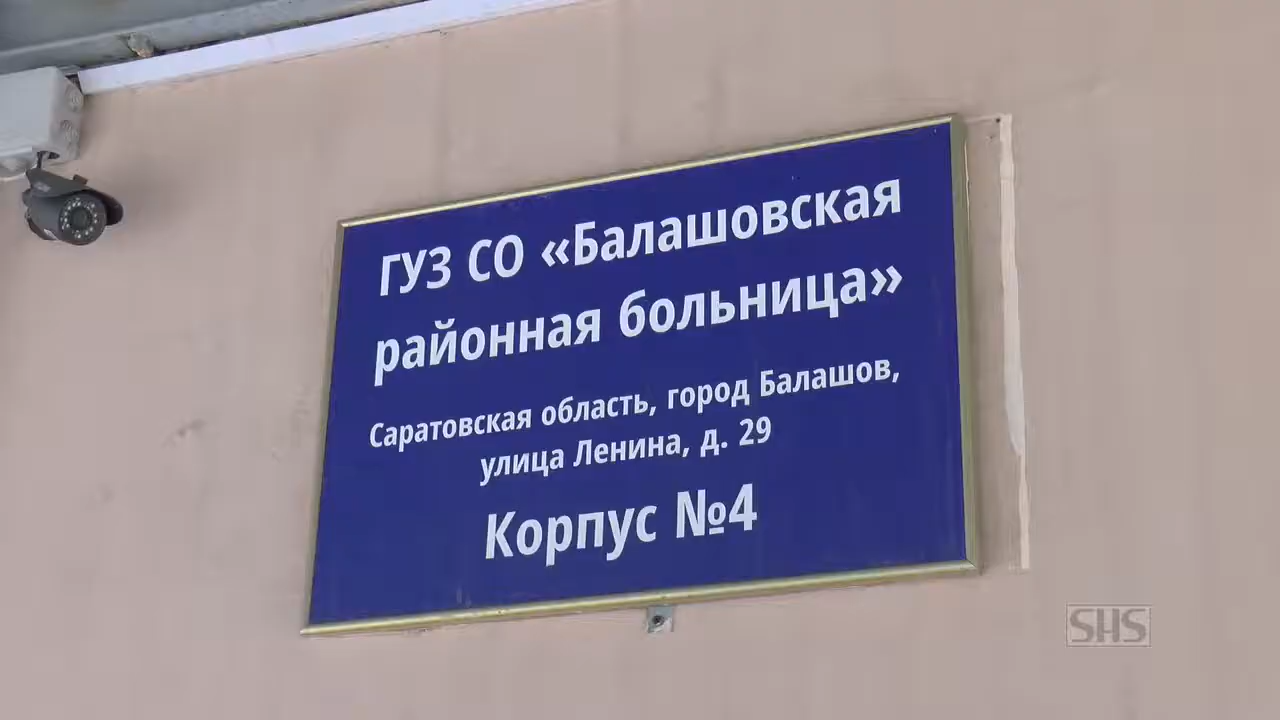 ГУЗ СО «Балашовская
районная больница»
Саратовская область, город Балашов,
улица Ленина, д. 29
Корпус №4
SHS